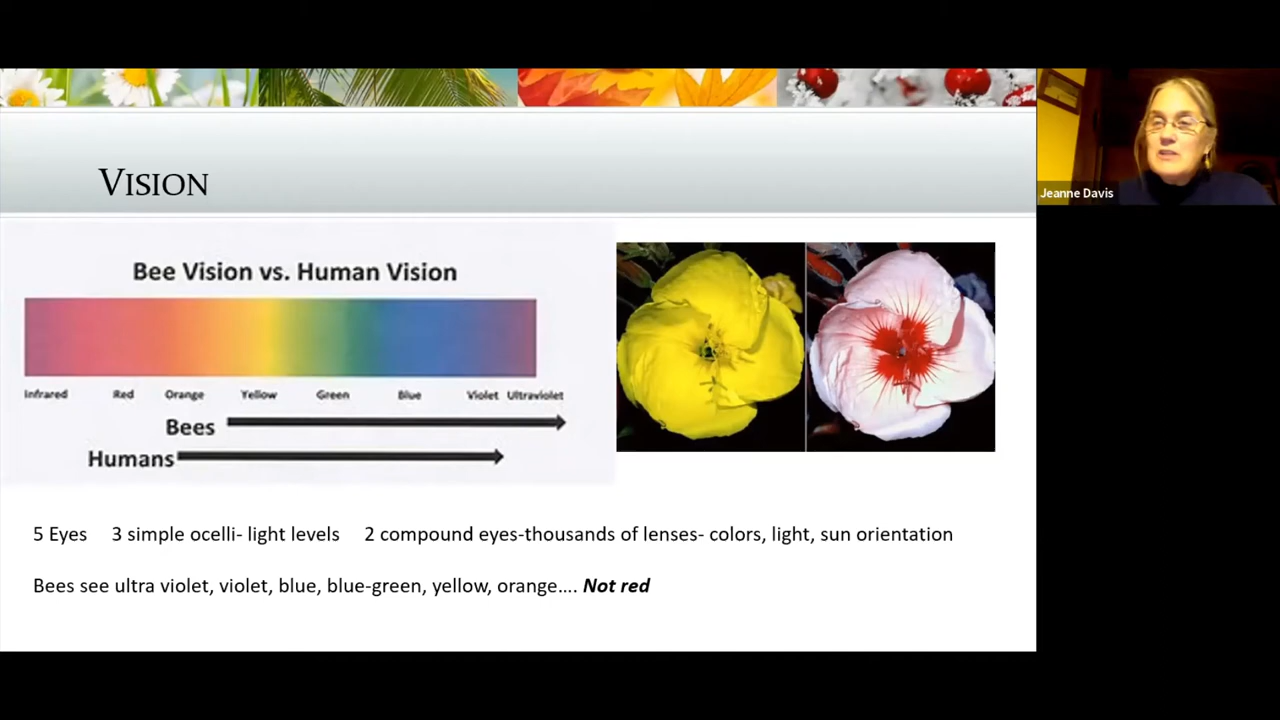 VISION
Jeanne Davis
Bee Vision vs. Human Vision
Infrared Red Orange Yellow Green Blue Violet Ultraviolet
Bees
Humans
5 Eyes 3 simple ocelli- light levels 2 compound eyes-thousands of lenses- colors, light, sun orientation
Bees see ultra violet, violet, blue, blue-green, yellow, orange…. Not red